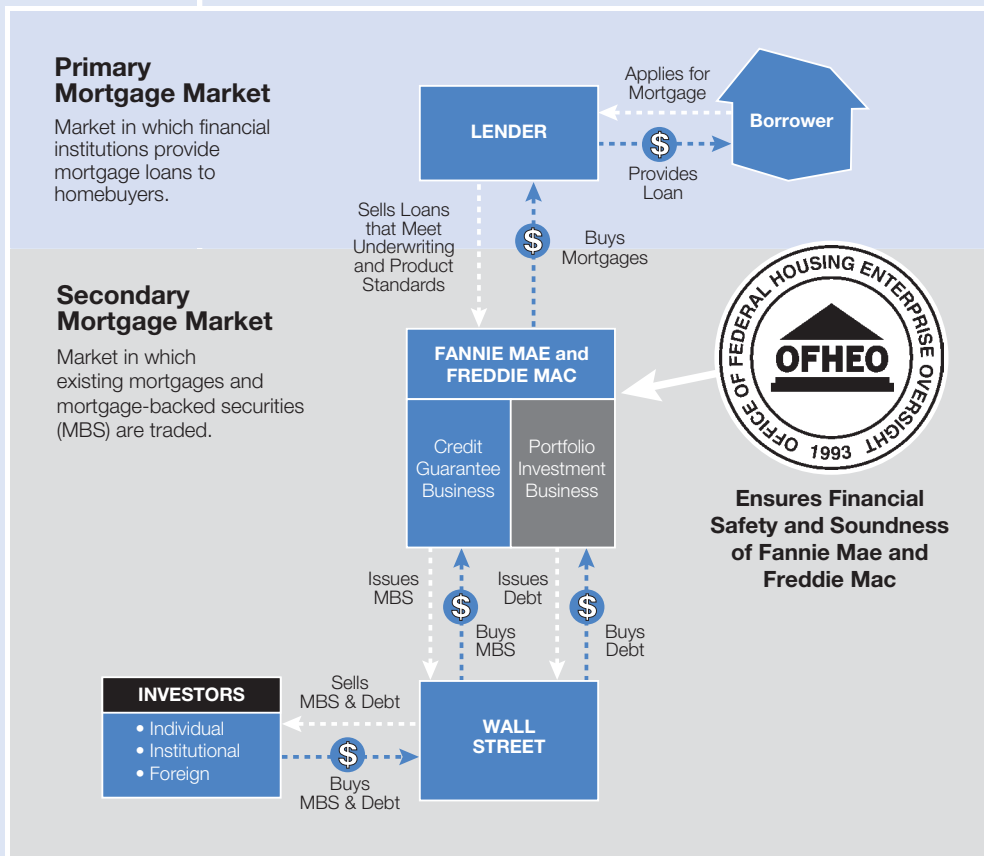 Primary
Mortgage Market
Market in which financial
institutions provide
mortgage loans to
homebuyers.
LENDER
Applies for
Mortgage
Borrower
$
Provides
Loan
Sells Loans
that Meet
Underwriting
and Product
Standards
$
Buys
Mortgages
Secondary
Mortgage Market
Market in which
existing mortgages and
mortgage-backed securities
(MBS) are traded.
FANNIE MAE and
FREDDIE MAC
Credit
Guarantee
Business
Portfolio
Investment
Business
OFFICE OF FEDERAL HOUSING ENTERPRISE OVERSIGHT
OFHEO
1993
Ensures Financial
Safety and Soundness
of Fannie Mae and
Freddie Mac
Issues
MBS
$
Buys
MBS
Issues
Debt
$
Buys
Debt
INVESTORS
• Individual
• Institutional
• Foreign
Sells
MBS & Debt
$
Buys
MBS & Debt
WALL
STREET